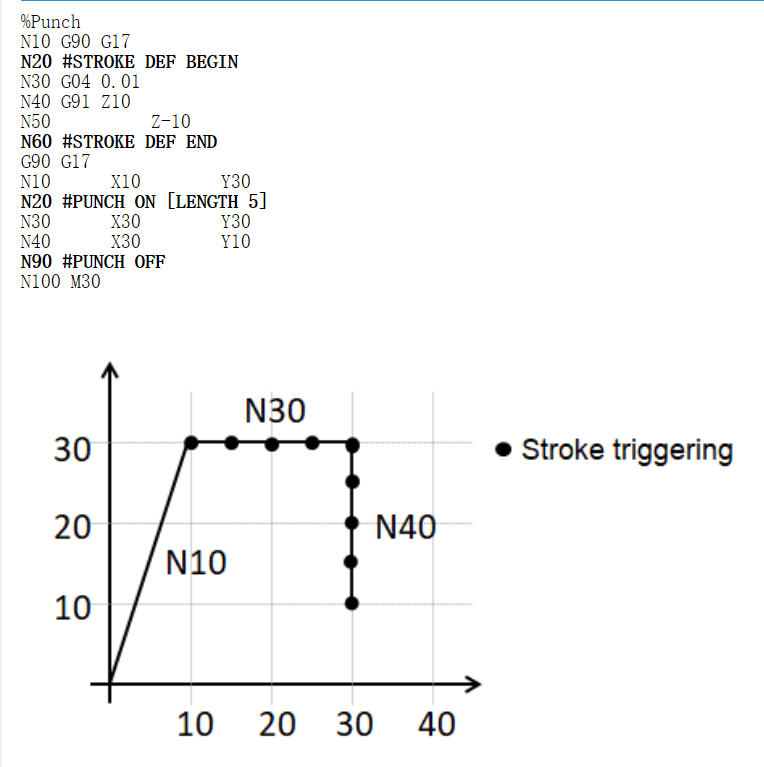 %Punch
N10 G90 G17
N20 #STROKE DEF BEGIN
N30 G04 0.01
N40 G91 Z10
N50 Z-10
N60 #STROKE DEF END
G90 G17
N10 X10 Y30
N20 #PUNCH ON [LENGTH 5]
N30 X30 Y30
N40 X30 Y10
N90 #PUNCH OFF
N100 M30
N30
30
Stroke triggering
20
N40
N10
10
10 20 30 40